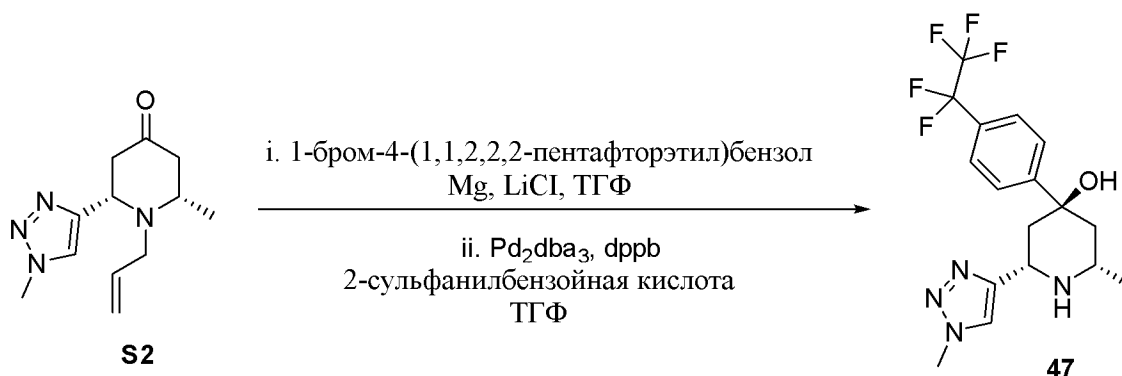 i. 1-бром-4-(1,1,2,2,2-пентафторэтил)бензол
Mg, LiCl, ТГФ
ii. Pd2dba3, dppb
2-сульфанилбензойная кислота
ТГФ
O
N
N
N
N
S2
F
F
F
F
F
OH
N
N
N
N
H
47